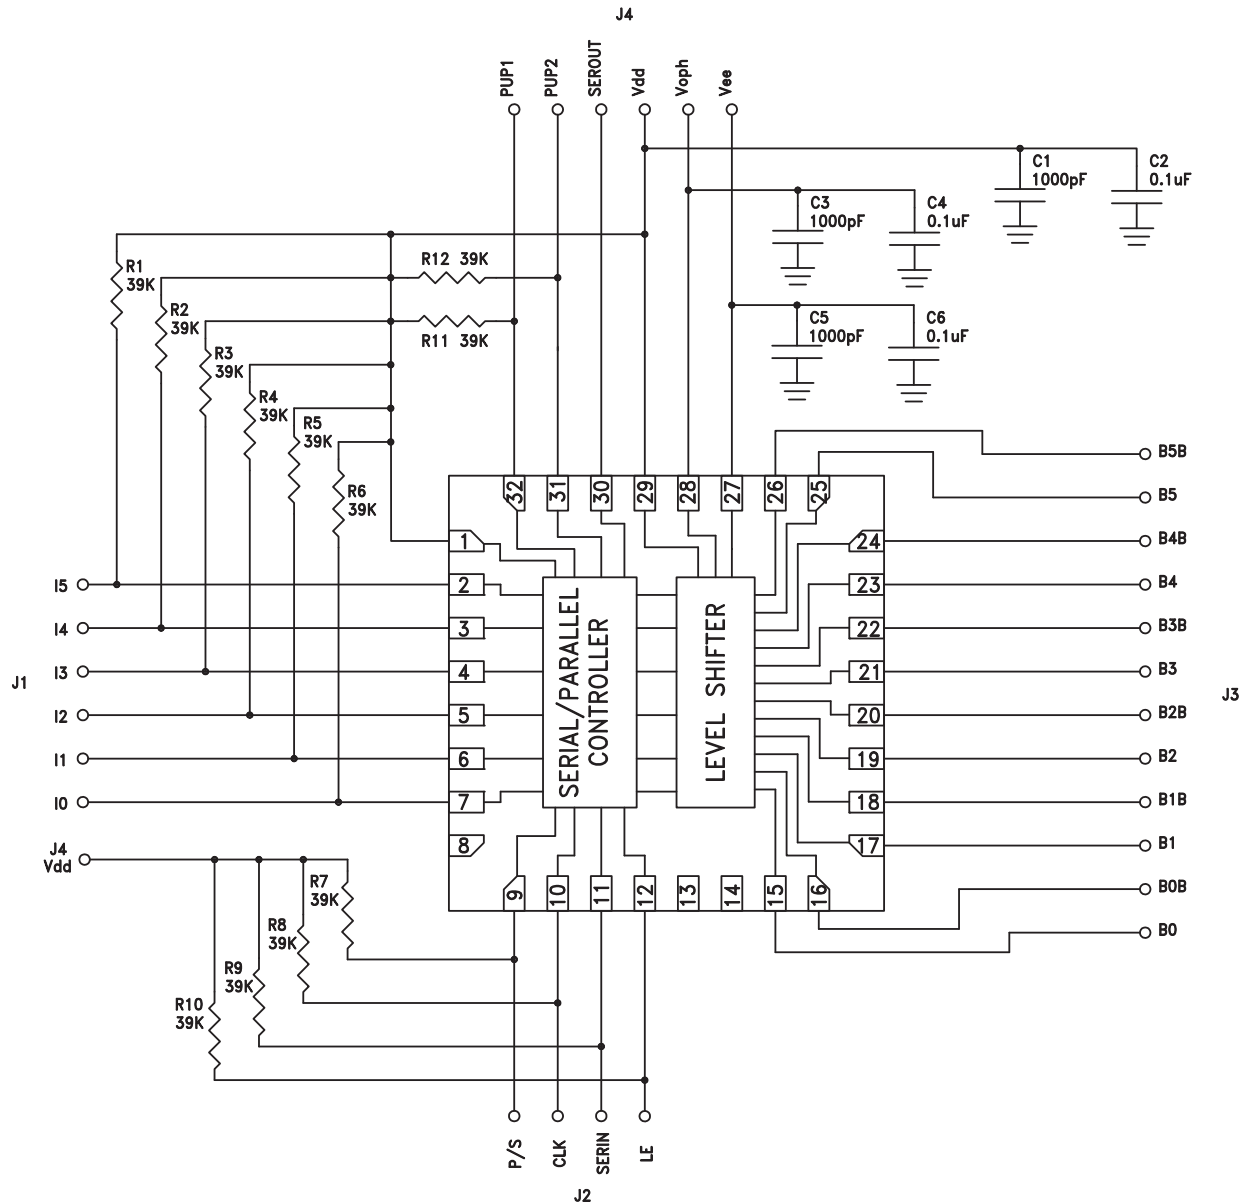 J4
PUP1
PUP2
SEROUT
Vdd
Voph
Vee
C1
1000pF
C2
0.1uF
C3
1000pF
C4
0.1uF
R12 39K
R1
39K
R2
39K
R11 39K
C5
1000pF
C6
0.1uF
R3
39K
R4
39K
R5
39K
R6
39K
B5B
B5
B4B
B4
B3B
B3
B2B
B2
B1B
B1
B0B
B0
J3
32
31
30
29
28
27
26
25
1
2
3
4
5
6
7
8
24
23
22
21
20
19
18
17
SERIAL/PARALLEL
CONTROLLER
LEVEL SHIFTER
I5
I4
I3
I2
I1
I0
J1
J4
Vdd
9
10
11
12
13
14
15
16
R7
39K
R8
39K
R9
39K
R10
39K
P/S
CLK
SERIN
LE
J2